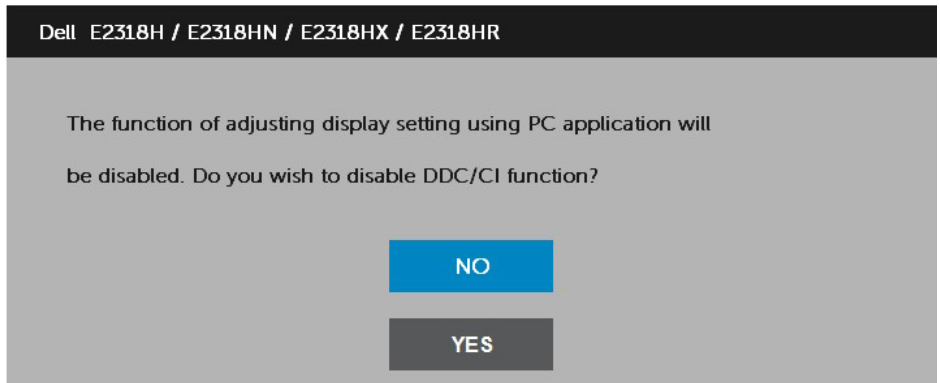 Dell E2318H / E2318HN / E2318HX / E2318HR
The function of adjusting display setting using PC application will
be disabled. Do you wish to disable DDC/CI function?
NO
YES